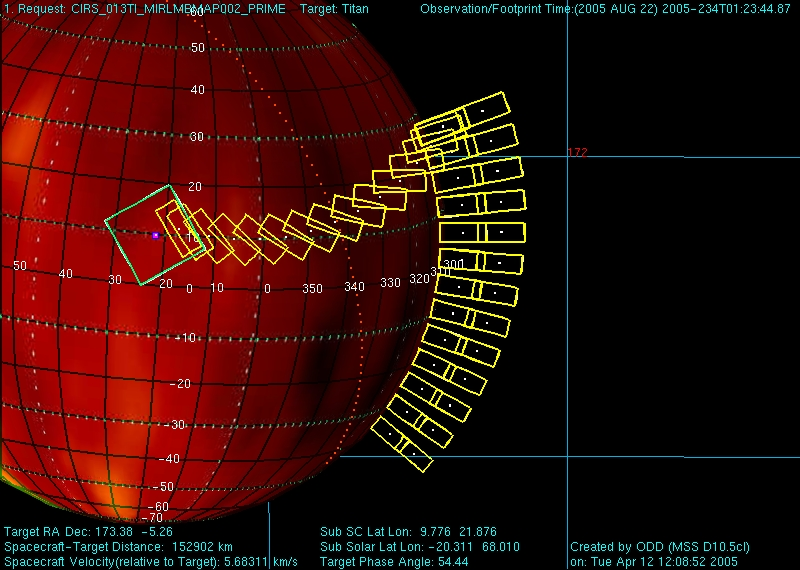 1. Request: CIRS_013TI_MIRLMBMAP002_PRIME Target: Titan Observation/Footprint Time:(2005 AUG 22) 2005-234T01:23:44.87
60
50
40
30
172
20
10
50 40 30 20 0 10 0 350 340 330 320
-10
-20
-30
-40
-50
-60
-70
Target RA Dec: 173.38 -5.26 Sub SC Lat Lon: 9.776 21.876
Spacecraft-Target Distance: 152902 km Sub Solar Lat Lon: -20.311 68.010 Created by ODD (MSS D10.5cl)
Spacecraft Velocity(relative to Target): 5.68311 km/s Target Phase Angle: 54.44 on: Tue Apr 12 12:08:52 2005